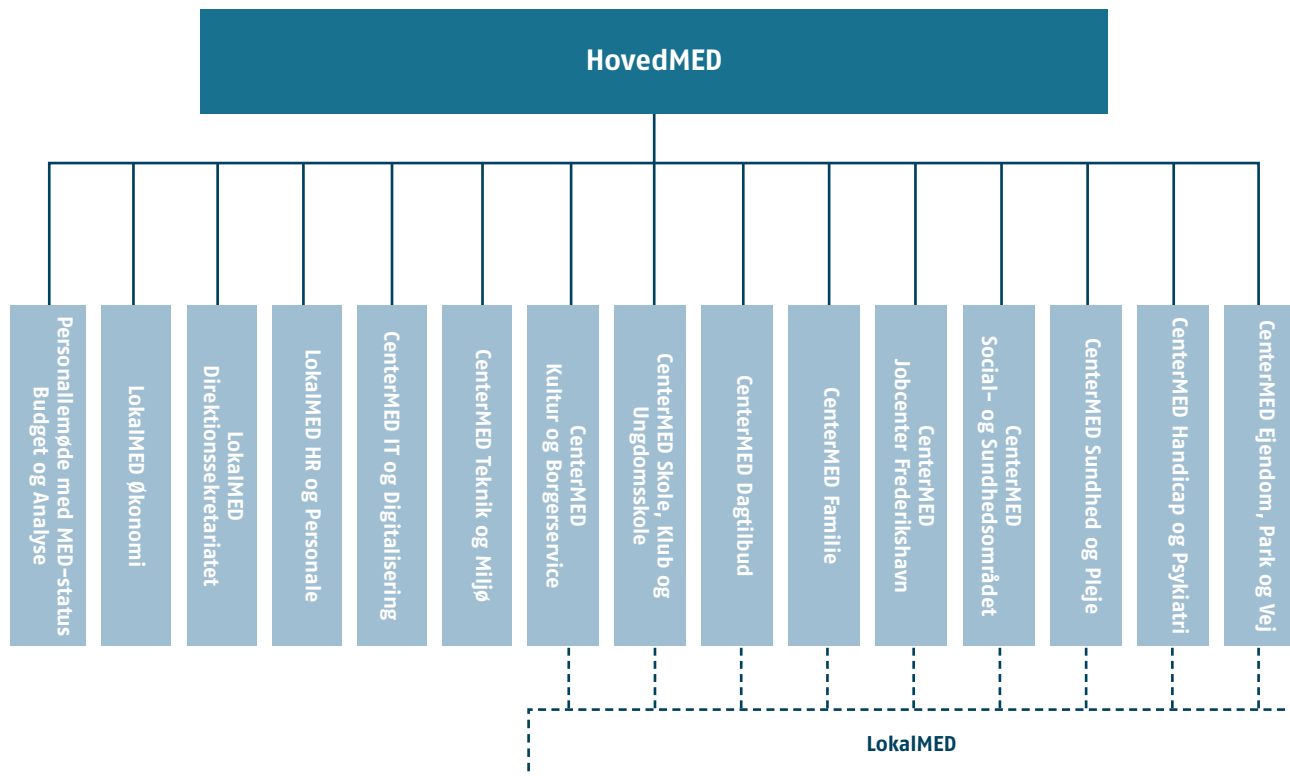 HovedMED
Personallemøde med MED-status
Budget og Analyse
LokalMED Økonomi
LokalMED
Direktionssekretariatet
LokalMED HR og Personale
CenterMED IT og Digitalisering
CenterMED Teknik og Miljø
CenterMED
Kultur og Borgerservice
CenterMED Skole, Klub og
Ungdomsskole
CenterMED Dagtilbud
CenterMED Familie
CenterMED
Jobcenter Frederikshavn
CenterMED
Social- og Sundhedsområdet
CenterMED Sundhed og Pleje
CenterMED Handicap og Psykiatri
CenterMED Ejendom, Park og Vej
LokalMED